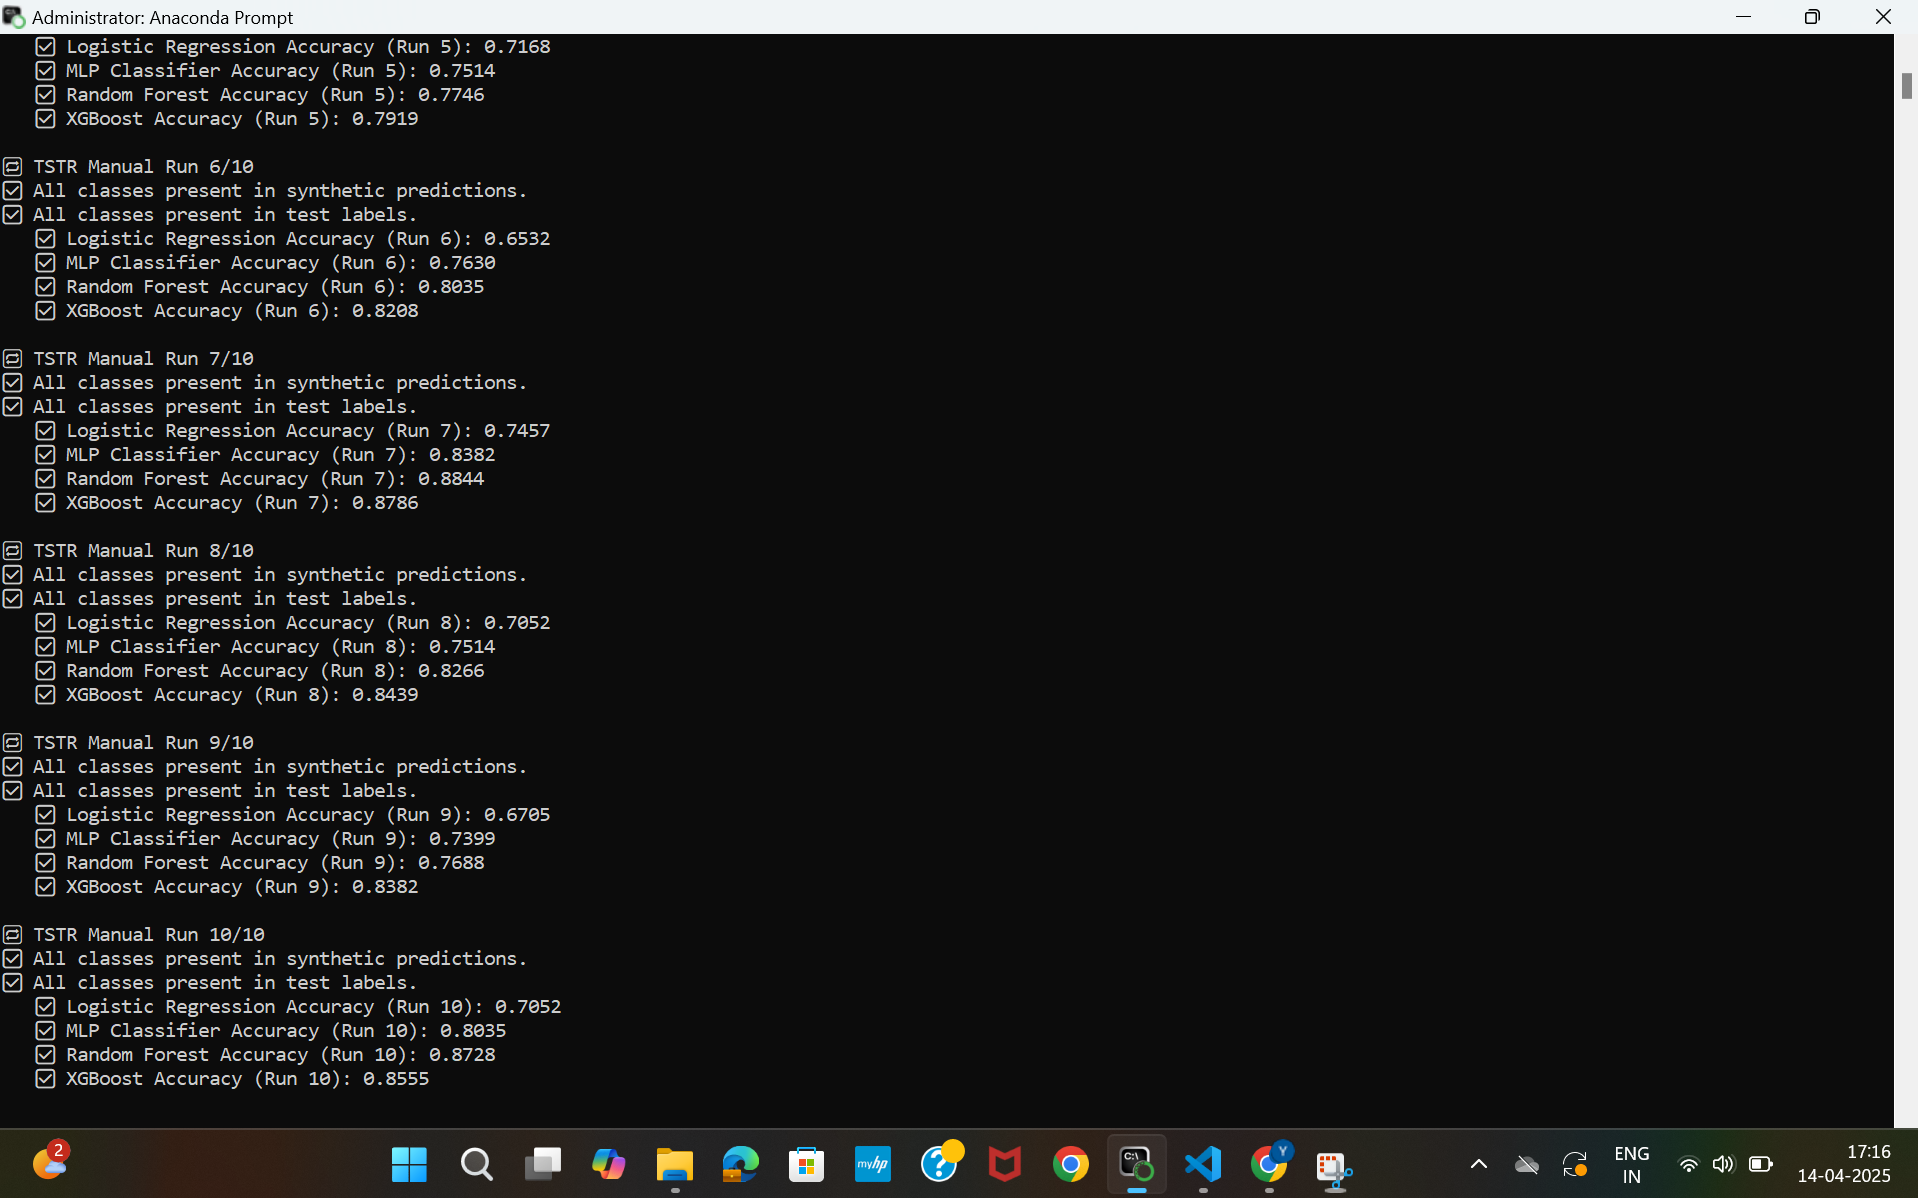 Administrator: Anaconda Prompt
Logistic Regression Accuracy (Run 5): 0.7168
MLP Classifier Accuracy (Run 5): 0.7514
Random Forest Accuracy (Run 5): 0.7746
XGBoost Accuracy (Run 5): 0.7919
TSTR Manual Run 6/10
All classes present in synthetic predictions.
All classes present in test labels.
Logistic Regression Accuracy (Run 6): 0.6532
MLP Classifier Accuracy (Run 6): 0.7630
Random Forest Accuracy (Run 6): 0.8035
XGBoost Accuracy (Run 6): 0.8208
TSTR Manual Run 7/10
All classes present in synthetic predictions.
All classes present in test labels.
Logistic Regression Accuracy (Run 7): 0.7457
MLP Classifier Accuracy (Run 7): 0.8382
Random Forest Accuracy (Run 7): 0.8844
XGBoost Accuracy (Run 7): 0.8786
TSTR Manual Run 8/10
All classes present in synthetic predictions.
All classes present in test labels.
Logistic Regression Accuracy (Run 8): 0.7052
MLP Classifier Accuracy (Run 8): 0.7514
Random Forest Accuracy (Run 8): 0.8266
XGBoost Accuracy (Run 8): 0.8439
TSTR Manual Run 9/10
All classes present in synthetic predictions.
All classes present in test labels.
Logistic Regression Accuracy (Run 9): 0.6705
MLP Classifier Accuracy (Run 9): 0.7399
Random Forest Accuracy (Run 9): 0.7688
XGBoost Accuracy (Run 9): 0.8382
TSTR Manual Run 10/10
All classes present in synthetic predictions.
All classes present in test labels.
Logistic Regression Accuracy (Run 10): 0.7052
MLP Classifier Accuracy (Run 10): 0.8035
Random Forest Accuracy (Run 10): 0.8728
XGBoost Accuracy (Run 10): 0.8555
2
myhp
?
C:\
Y
ENG
IN
17:16
14-04-2025